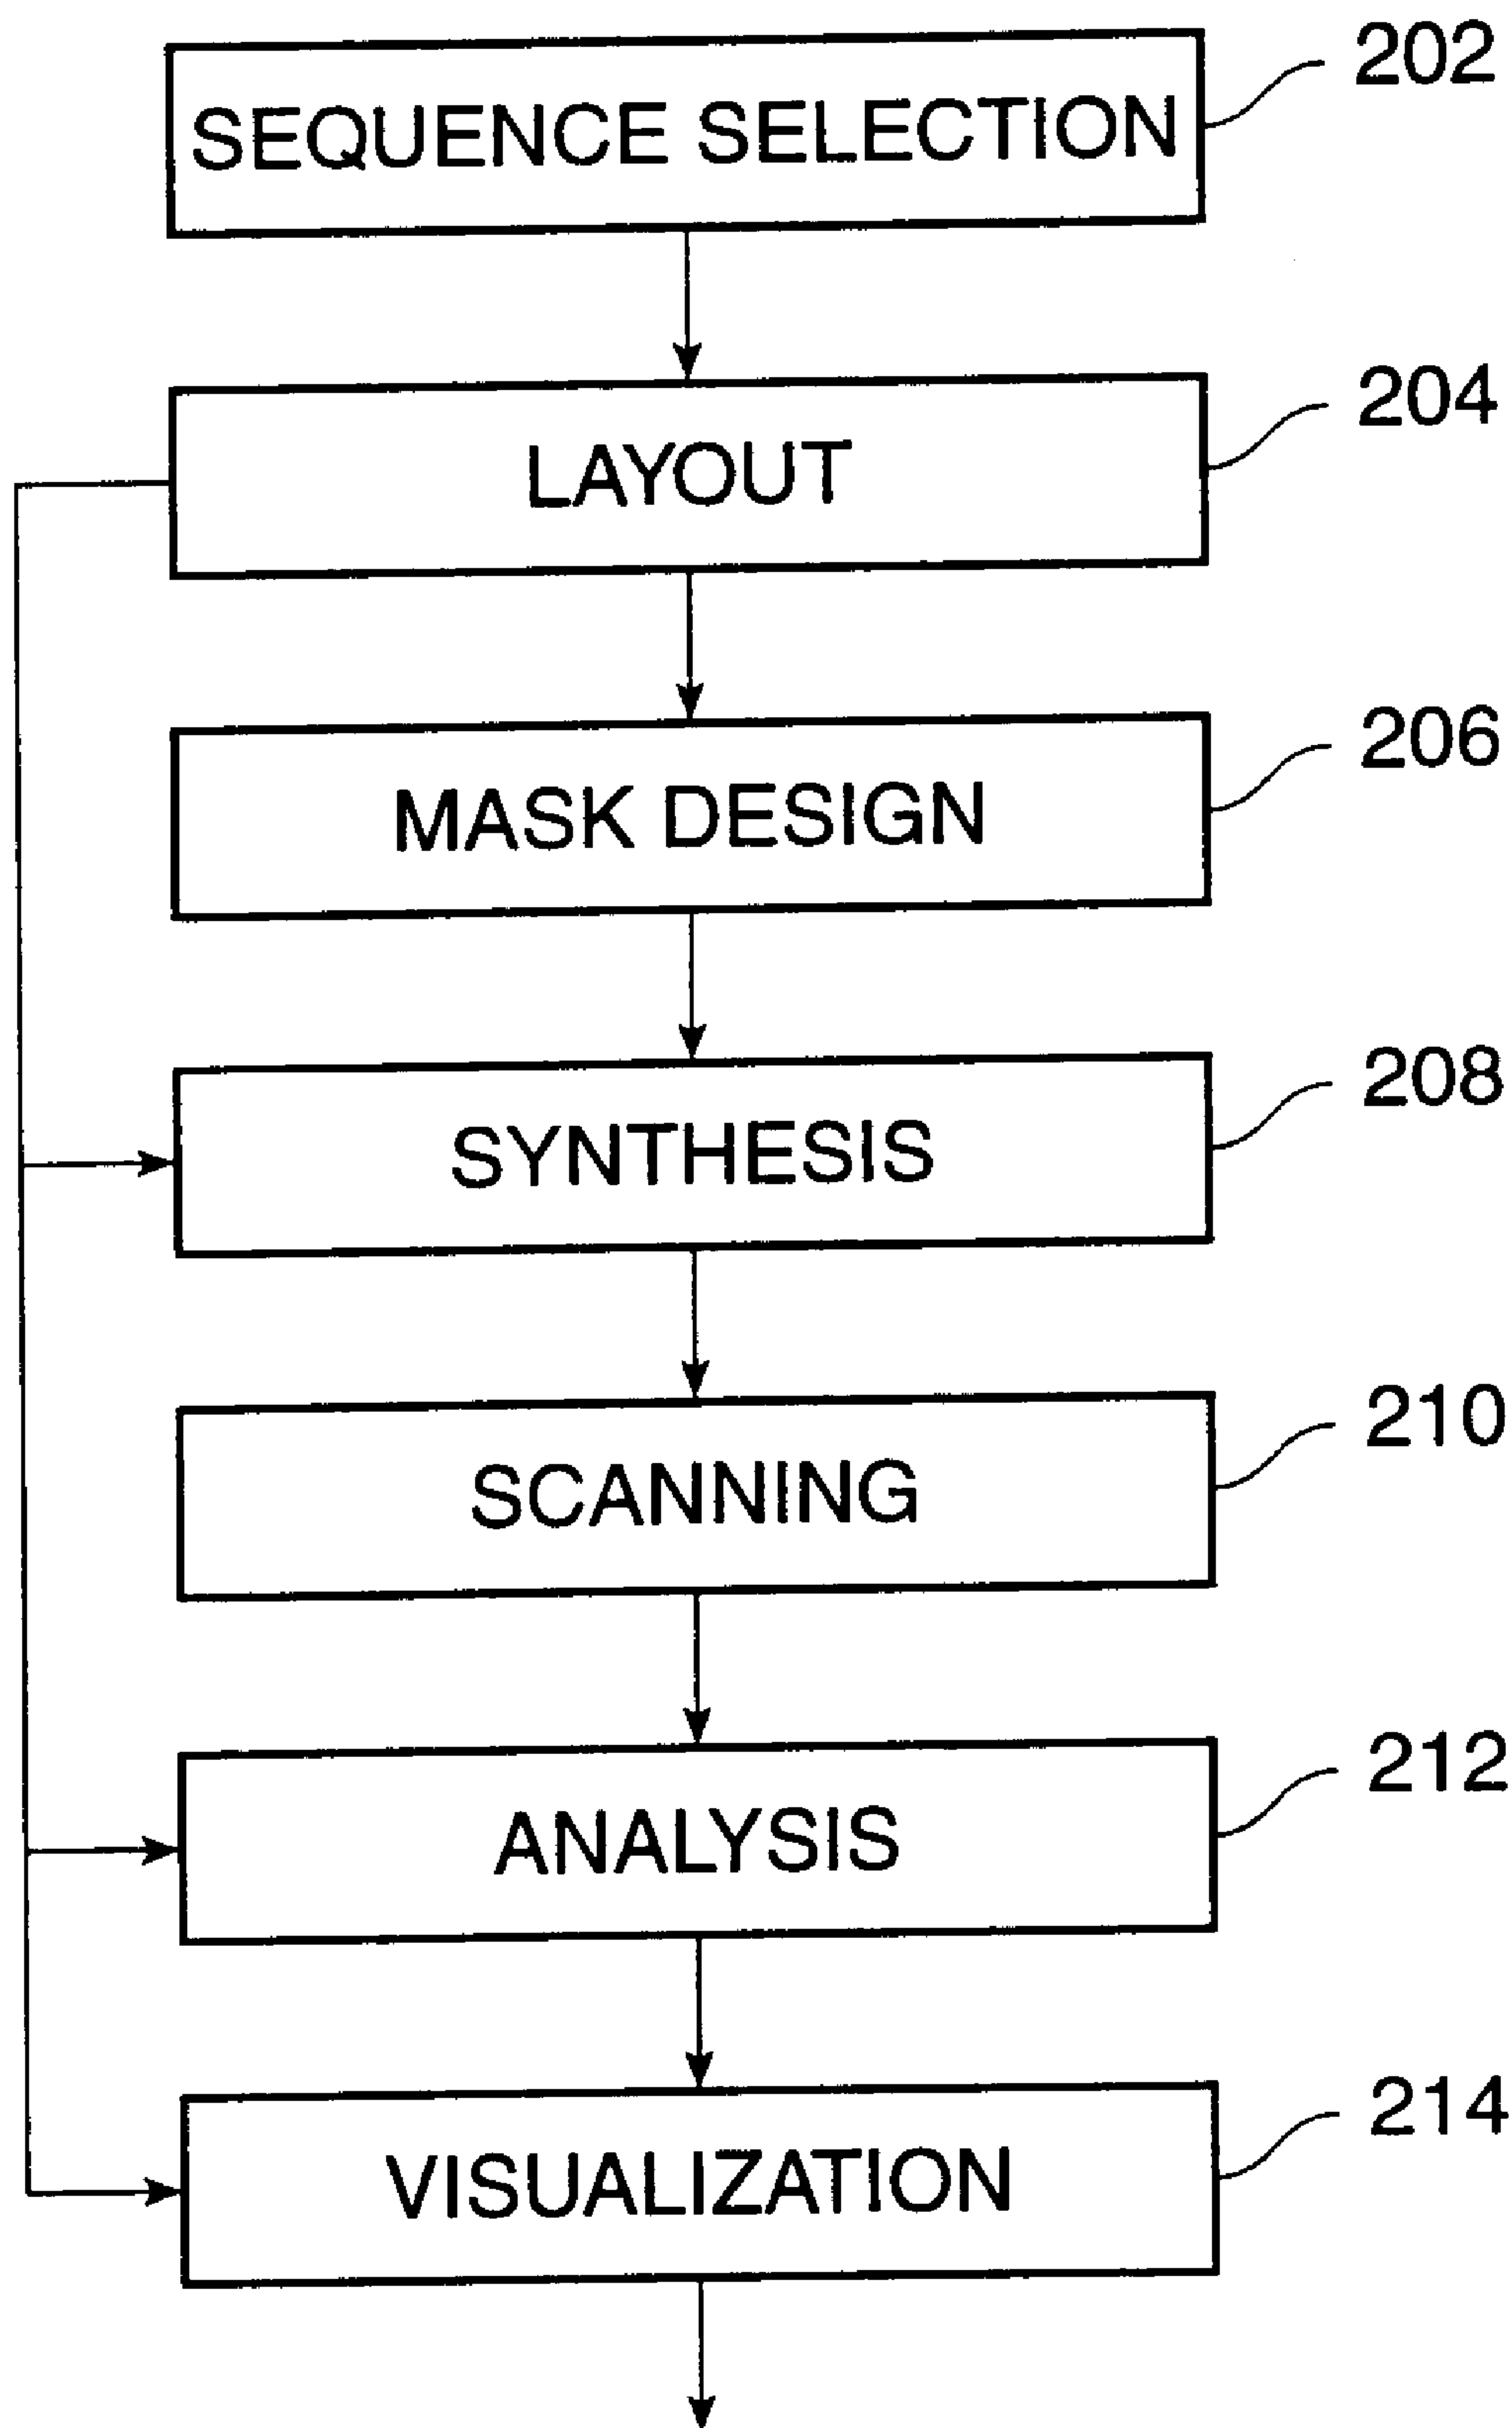 202
SEQUENCE SELECTION
204
LAYOUT
206
MASK DESIGN
208
SYNTHESIS
210
SCANNING
212
ANALYSIS
214
VISUALIZATION